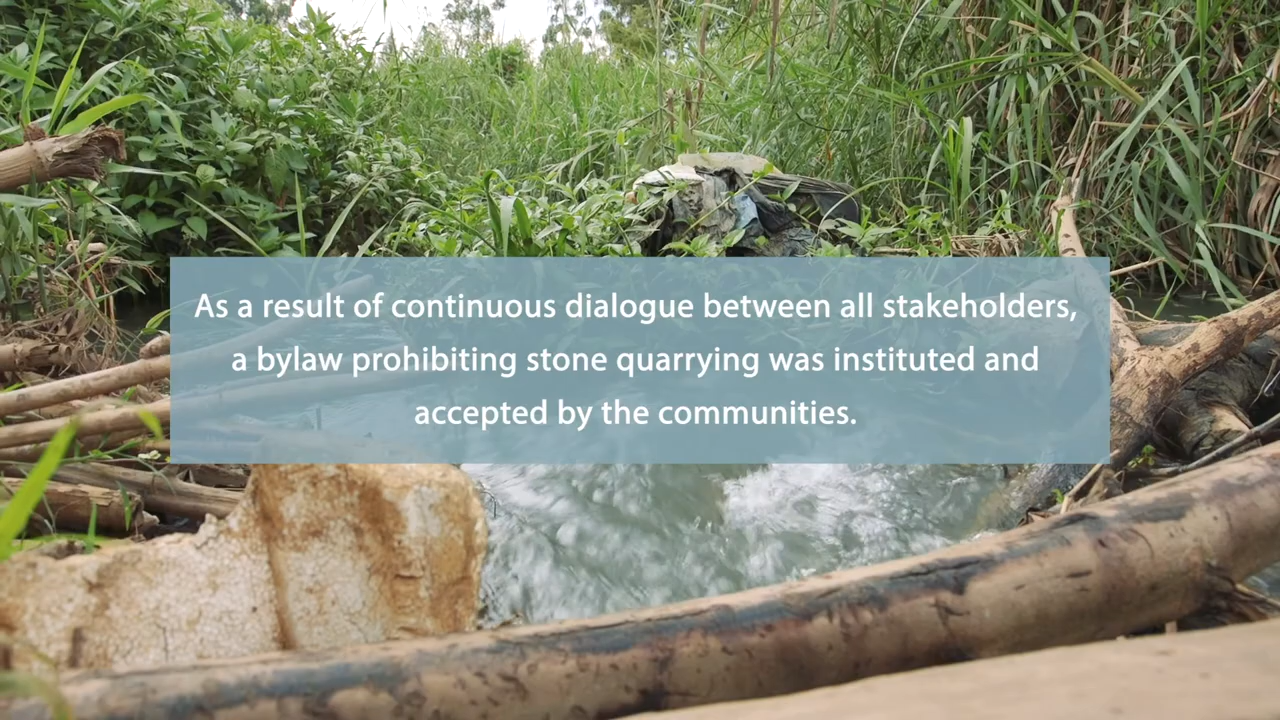 As a result of continuous dialogue between all stakeholders,
a bylaw prohibiting stone quarrying was instituted and
accepted by the communities.